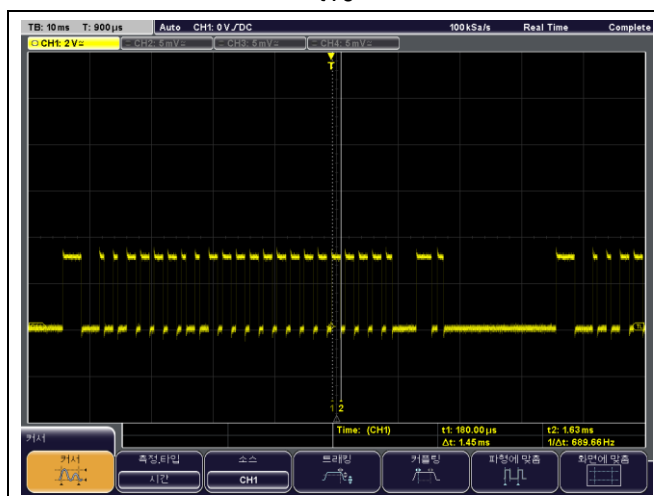 TB: 10 ms T: 900 µs Auto CH1: 0 V DC 100 kSa/s Real Time Complete
CH1: 2 V CH2: 5 mV CH3: 5 mV CH4: 5 mV
T
1 2
커서 Time: (CH1) t1: 180.00 µs t2: 1.63 ms
Δt: 1.45 ms 1/Δt: 689.66 Hz
커서 측정.타입 소스 트래킹 커플링 파형에 맞춤 화면에 맞춤
시간 CH1